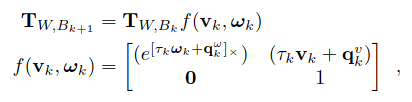 T_{W,B_{k+1}} = T_{W,B_k} f(v_k, ω_k)
f(v_k, ω_k) = [ (e^{[τ_k ω_k + q_k^ω]_×}) (τ_k v_k + q_k^v) ; 0 1 ] ,